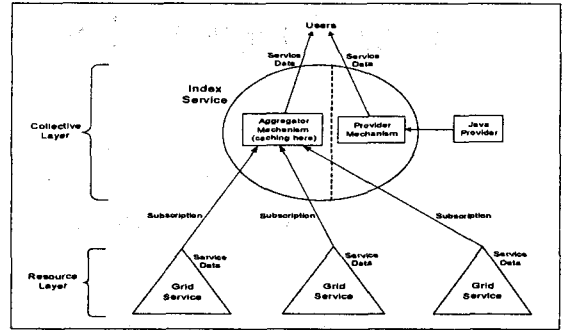 Users
Service
Data
Service
Data
Index
Service
Collective
Layer
Aggregator
Mechanism
(caching here)
Provider
Mechanism
Java
Provider
Subscription
Subscription
Subscription
Resource
Layer
Service
Data
Service
Data
Service
Data
Grid
Service
Grid
Service
Grid
Service